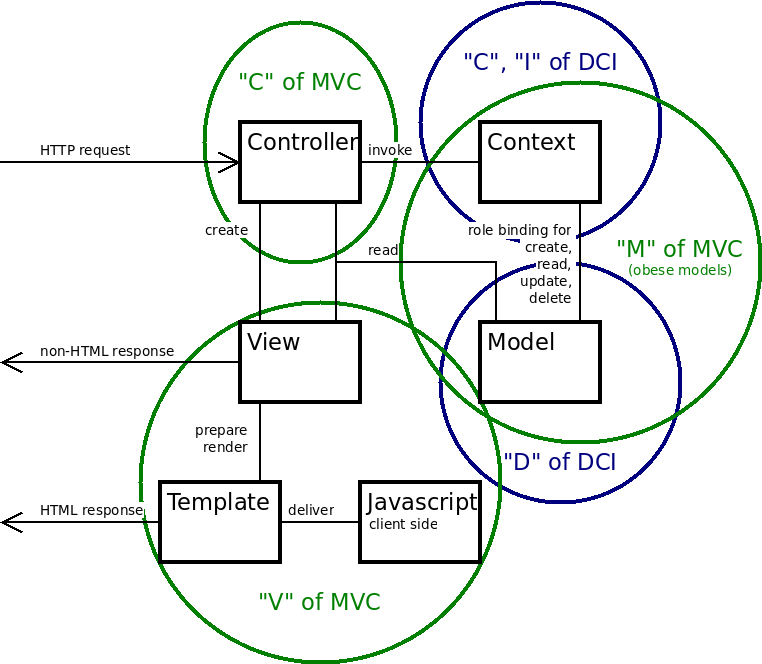 "C", "I" of DCI
"C" of MVC
Controller
Context
HTTP request
invoke
create
role binding for
create,
read,
update,
delete
read
"M" of MVC
(obese models)
View
Model
non-HTML response
prepare
render
"D" of DCI
Template
Javascript
client side
HTML response
deliver
"V" of MVC